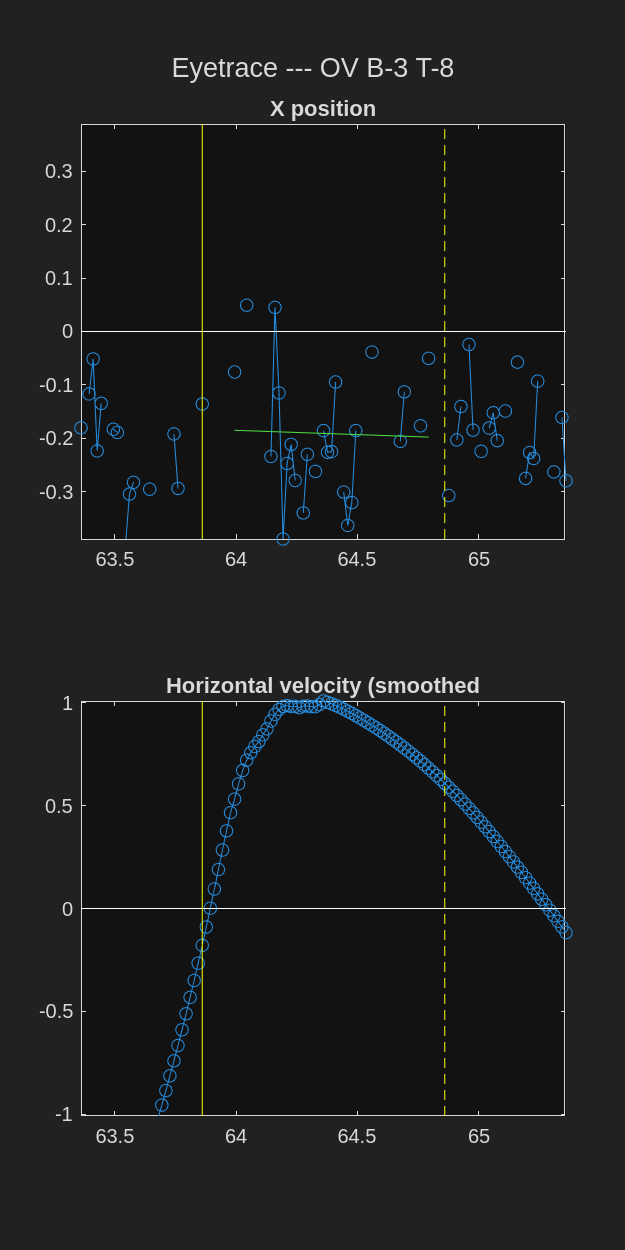 Eyetrace --- OV B-3 T-8
X position
0.3
0.2
0.1
0
-0.1
-0.2
-0.3
63.5 64 64.5 65
Horizontal velocity (smoothed
1
0.5
0
-0.5
-1
63.5 64 64.5 65